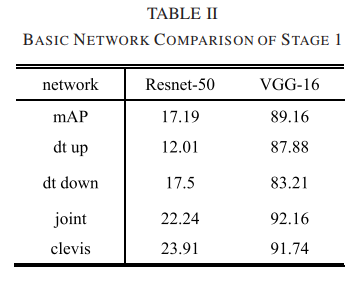 TABLE II
BASIC NETWORK COMPARISON OF STAGE 1
network Resnet-50 VGG-16
mAP 17.19 89.16
dt up 12.01 87.88
dt down 17.5 83.21
joint 22.24 92.16
clevis 23.91 91.74